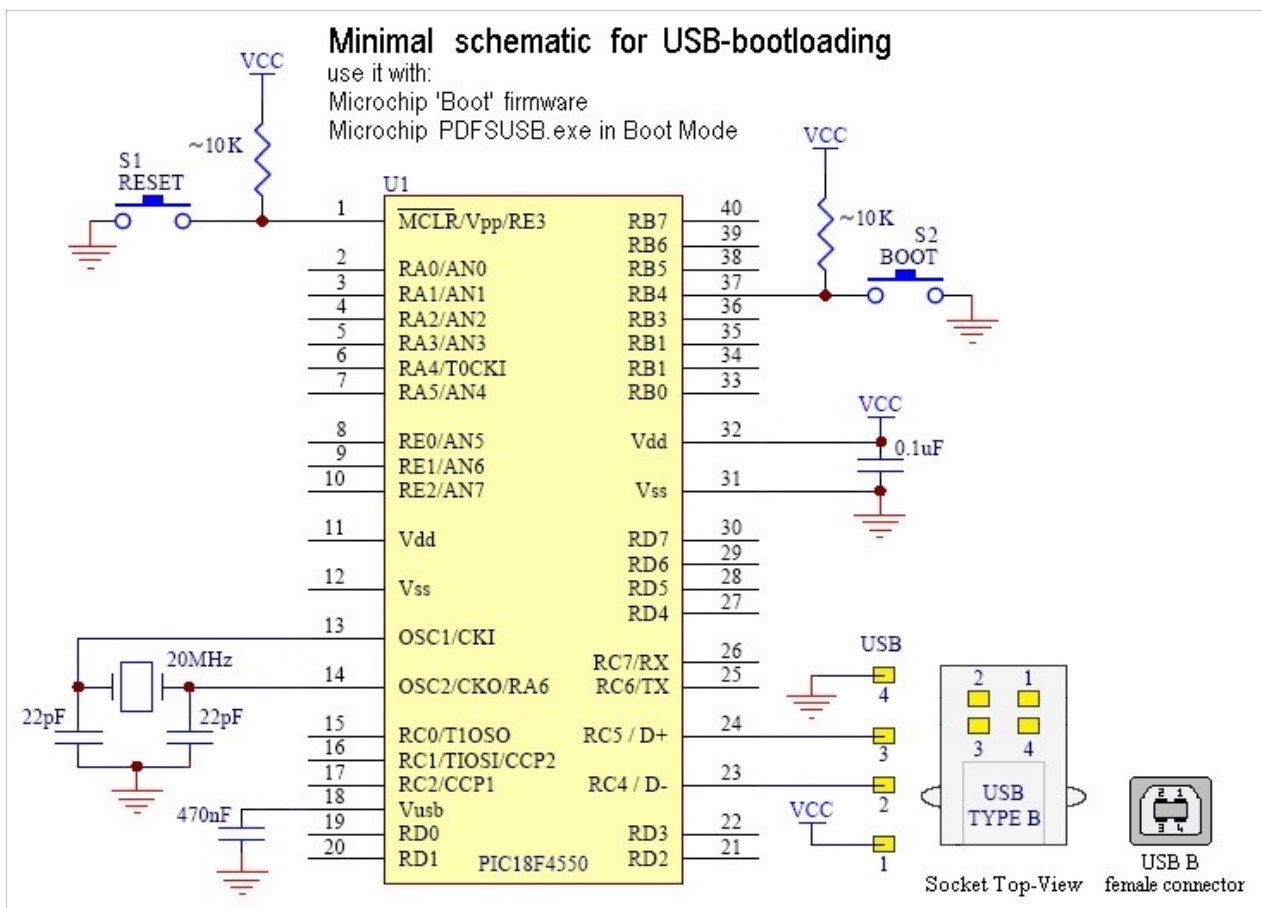 Minimal schematic for USB-bootloading
use it with:
Microchip 'Boot' firmware
Microchip PDFSUSB.exe in Boot Mode
VCC
~10K
S1
RESET
VCC
~10K
S2
BOOT
U1
1 MCLR/Vpp/RE3
2 RA0/AN0
3 RA1/AN1
4 RA2/AN2
5 RA3/AN3
6 RA4/T0CKI
7 RA5/AN4
8 RE0/AN5
9 RE1/AN6
10 RE2/AN7
11 Vdd
12 Vss
13 OSC1/CKI
14 OSC2/CKO/RA6
15 RC0/T1OSO
16 RC1/TIOSI/CCP2
17 RC2/CCP1
18 Vusb
19 RD0
20 RD1
PIC18F4550
RB7 40
RB6 39
RB5 38
RB4 37
RB3 36
RB1 35
RB1 34
RB0 33
Vdd 32
Vss 31
RD7 30
RD6 29
RD5 28
RD4 27
RC7/RX 26
RC6/TX 25
RC5 / D+ 24
RC4 / D- 23
RD3 22
RD2 21
20MHz
22pF
22pF
470nF
VCC
0.1uF
USB
4
3
2
VCC
1
2 1
3 4
USB
TYPE B
Socket Top-View
2 1
3 4
USB B
female connector